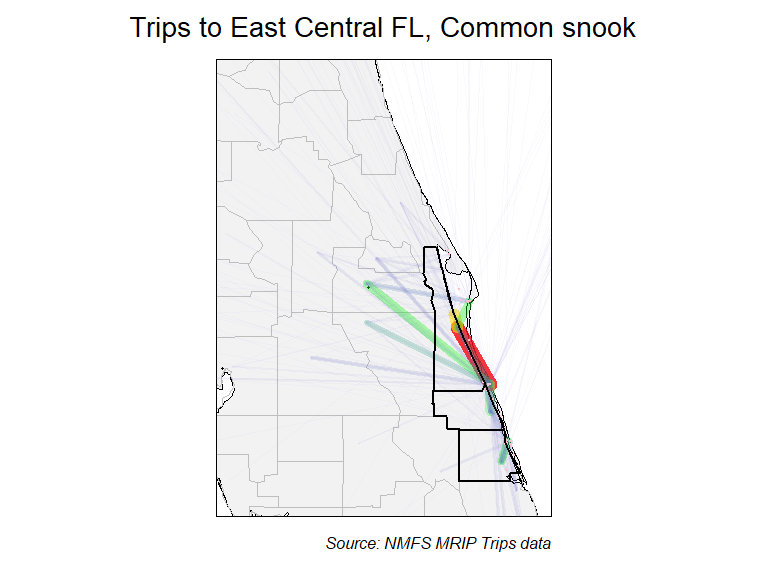 Trips to East Central FL, Common snook
Source: NMFS MRIP Trips data